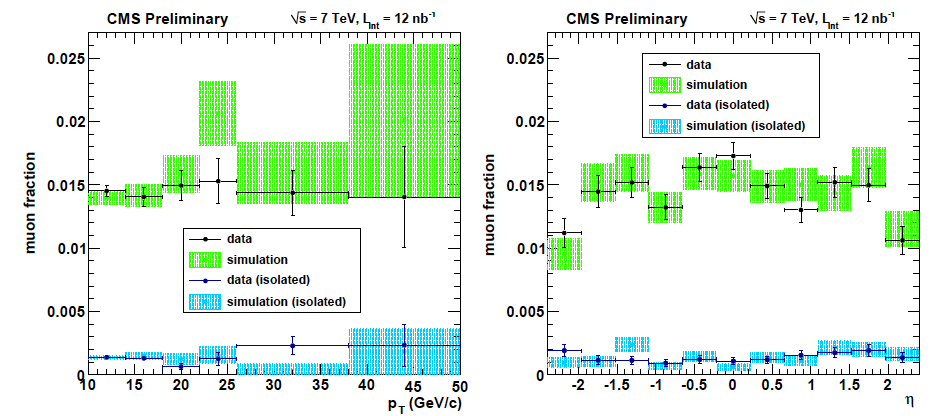 CMS Preliminary √s = 7 TeV, L_int = 12 nb⁻¹
muon fraction
0.025
0.02
0.015
0.01
0.005
0
data
simulation
data (isolated)
simulation (isolated)
10 15 20 25 30 35 40 45 50
p_T (GeV/c)
CMS Preliminary √s = 7 TeV, L_int = 12 nb⁻¹
muon fraction
0.025
0.02
0.015
0.01
0.005
0
data
simulation
data (isolated)
simulation (isolated)
-2 -1.5 -1 -0.5 0 0.5 1 1.5 2
η